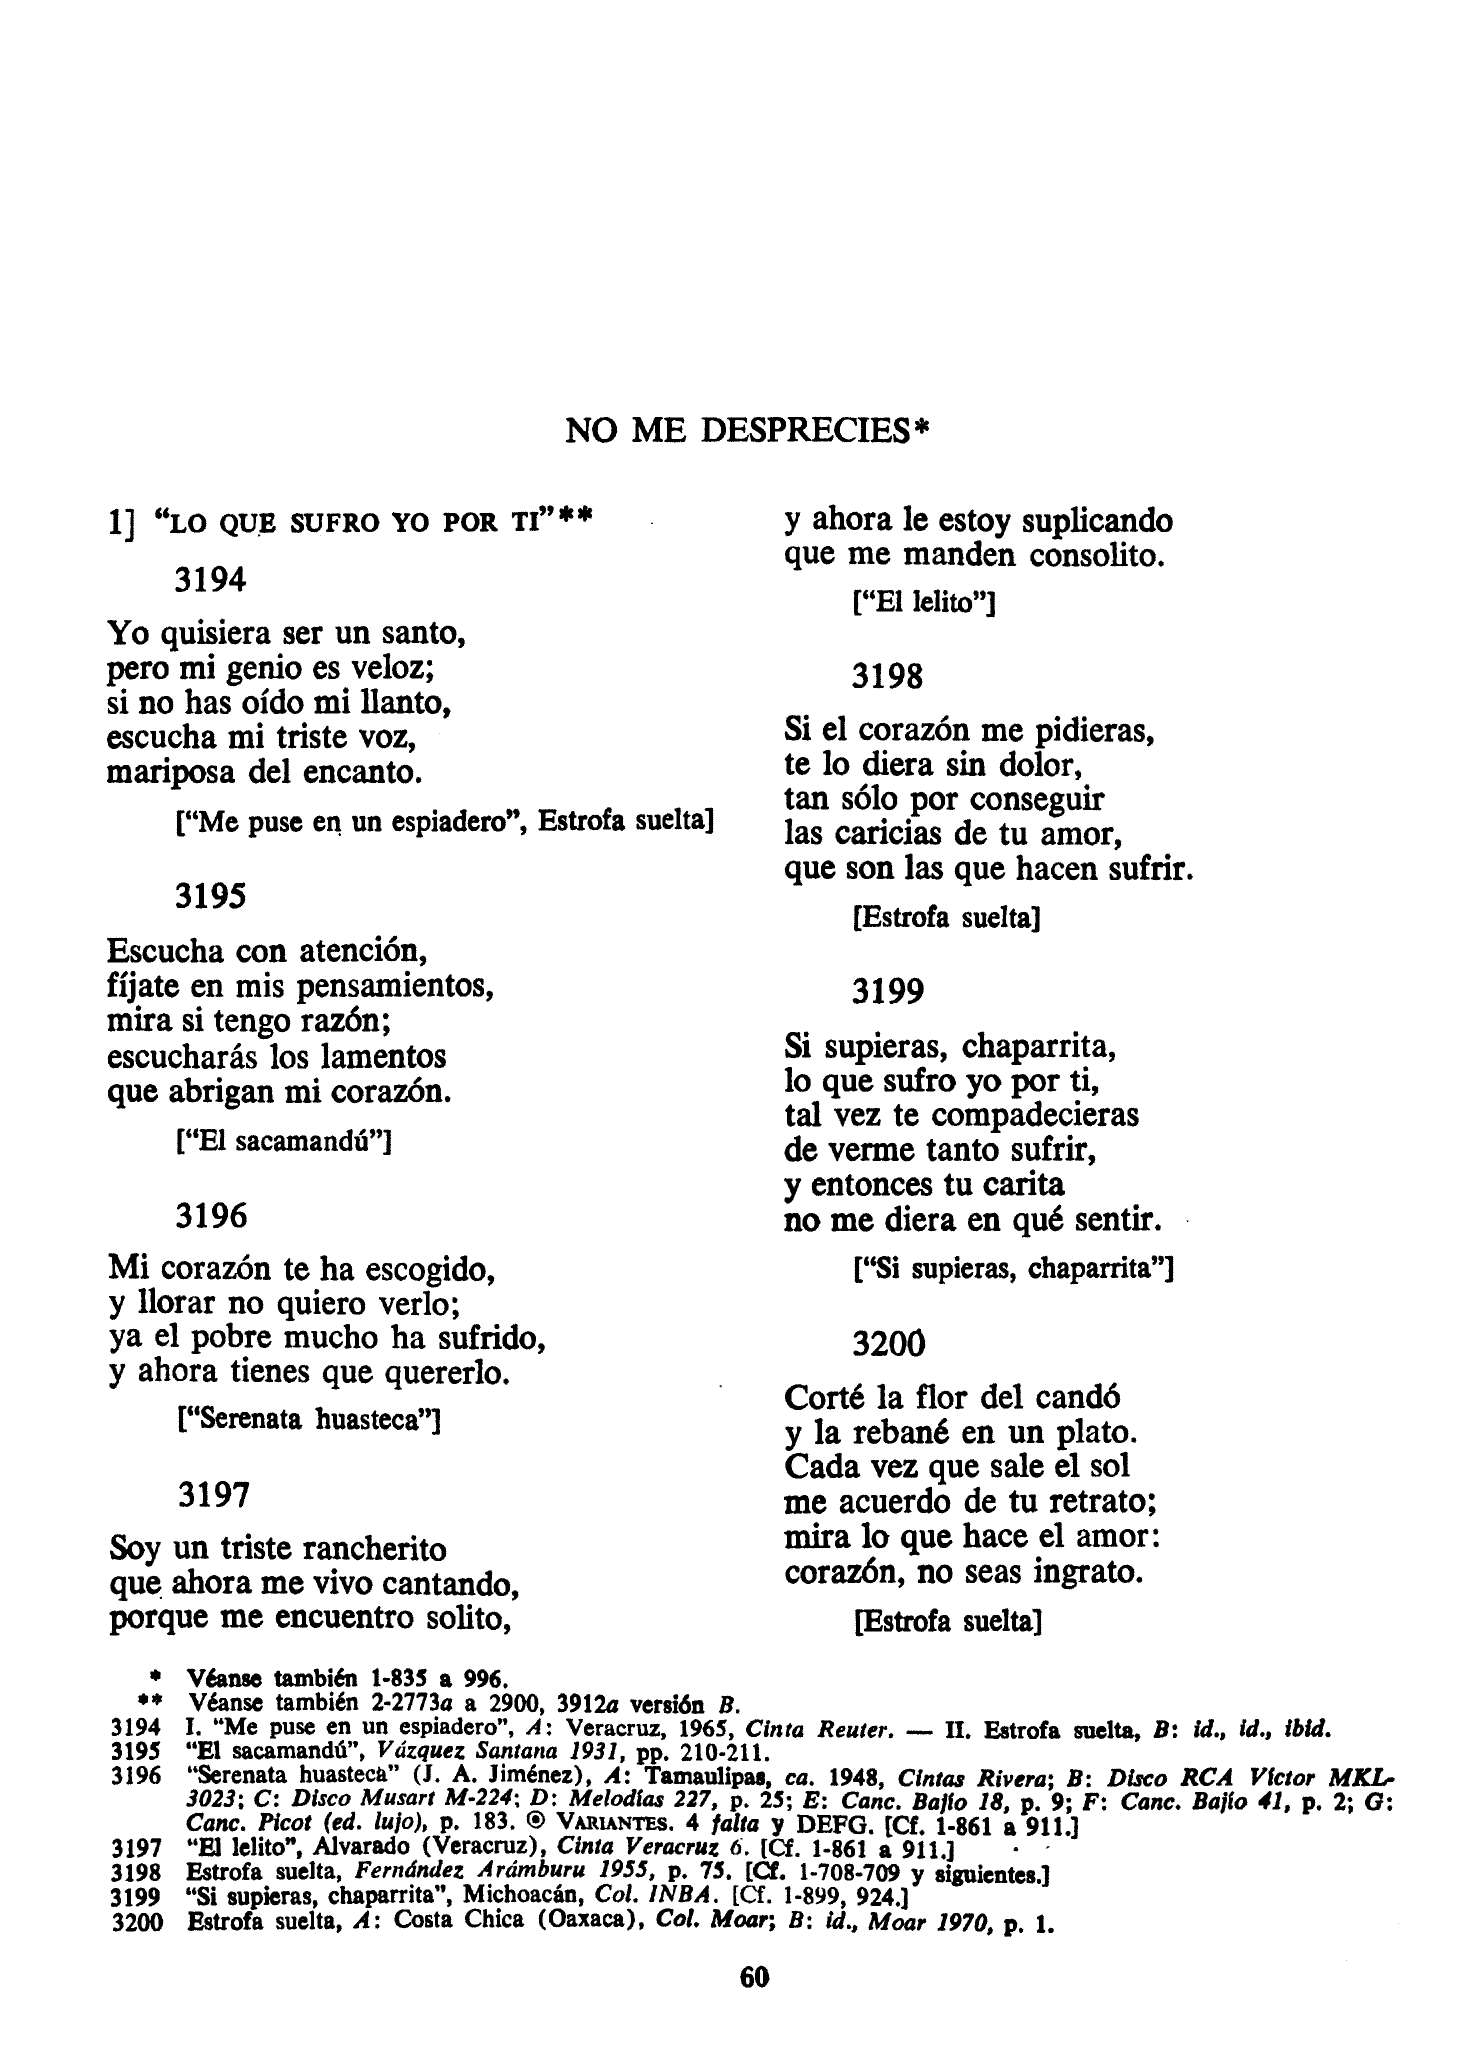 NO ME DESPRECIES*
1] “LO QUE SUFRO YO POR TI”**
3194
Yo quisiera ser un santo,
pero mi genio es veloz;
si no has oído mi llanto,
escucha mi triste voz,
mariposa del encanto.
[“Me puse en un espiadero”, Estrofa suelta]
3195
Escucha con atención,
fíjate en mis pensamientos,
mira si tengo razón;
escucharás los lamentos
que abrigan mi corazón.
[“El sacamandú”]
3196
Mi corazón te ha escogido,
y llorar no quiero verlo;
ya el pobre mucho ha sufrido,
y ahora tienes que quererlo.
[“Serenata huasteca”]
3197
Soy un triste rancherito
que ahora me vivo cantando,
porque me encuentro solito,
y ahora le estoy suplicando
que me manden consolito.
[“El lelito”]
3198
Si el corazón me pidieras,
te lo diera sin dolor,
tan sólo por conseguir
las caricias de tu amor,
que son las que hacen sufrir.
[Estrofa suelta]
3199
Si supieras, chaparrita,
lo que sufro yo por ti,
tal vez te compadecieras
de verme tanto sufrir,
y entonces tu carita
no me diera en qué sentir.
[“Si supieras, chaparrita”]
3200
Corté la flor del candó
y la rebané en un plato.
Cada vez que sale el sol
me acuerdo de tu retrato;
mira lo que hace el amor:
corazón, no seas ingrato.
[Estrofa suelta]
* Véanse también 1-835 a 996.
** Véanse también 2-2773a a 2900, 3912a versión B.
3194 I. “Me puse en un espiadero”, A: Veracruz, 1965, Cinta Reuter. — II. Estrofa suelta, B: id., id., ibid.
3195 “El sacamandú”, Vázquez Santana 1931, pp. 210-211.
3196 “Serenata huasteca” (J. A. Jiménez), A: Tamaulipas, ca. 1948, Cintas Rivera; B: Disco RCA Víctor MKL-
3023; C: Disco Musart M-224; D: Melodías 227, p. 25; E: Canc. Bajío 18, p. 9; F: Canc. Bajío 41, p. 2; G:
Canc. Picot (ed. lujo), p. 183. ® VARIANTES. 4 falta y DEFG. [Cf. 1-861 a 911.]
3197 “El lelito”, Alvarado (Veracruz), Cinta Veracruz 6. [Cf. 1-861 a 911.]
3198 Estrofa suelta, Fernández Arámburu 1955, p. 75. [Cf. 1-708-709 y siguientes.]
3199 “Si supieras, chaparrita”, Michoacán, Col. INBA. [Cf. 1-899, 924.]
3200 Estrofa suelta, A: Costa Chica (Oaxaca), Col. Moar; B: id., Moar 1970, p. 1.
60